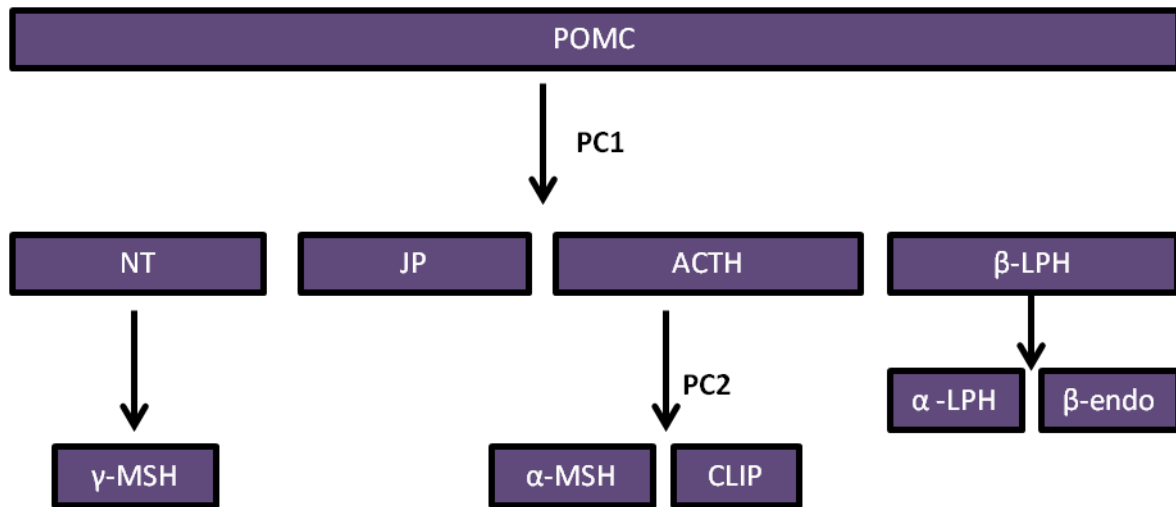 POMC
PC1
NT
JP
ACTH
β-LPH
PC2
α -LPH
β-endo
γ-MSH
α-MSH
CLIP